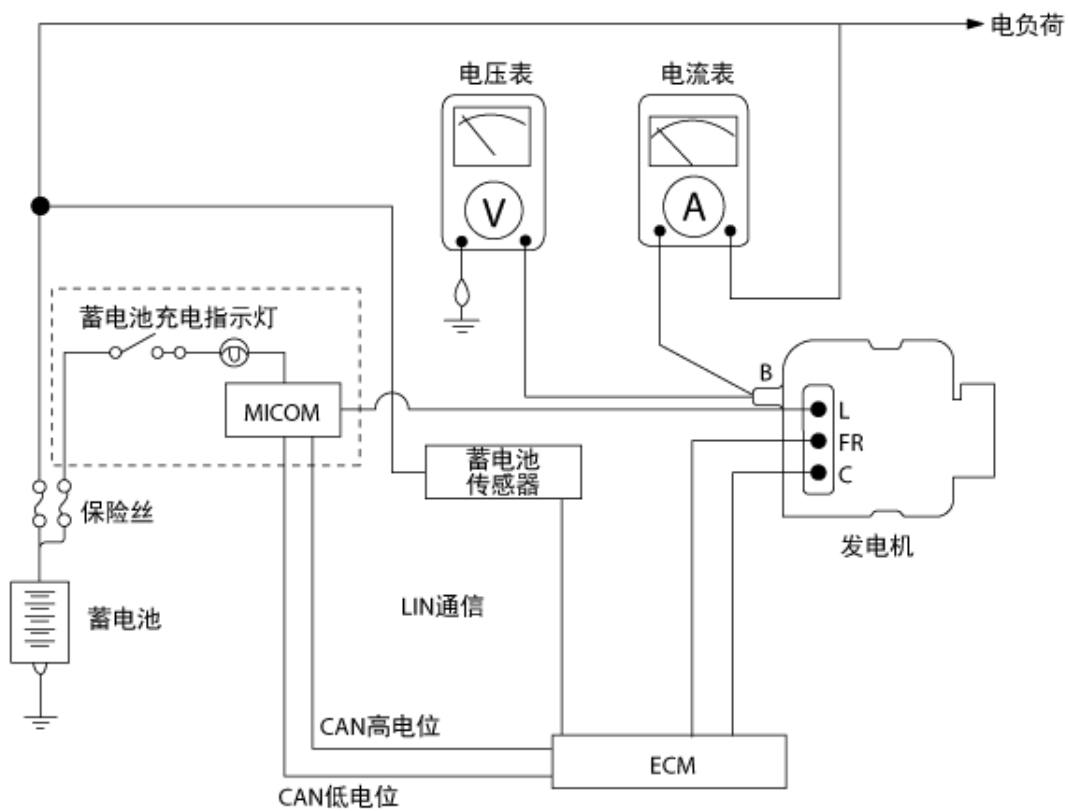 电负荷
电压表
电流表
V
A
蓄电池充电指示灯
B
MICOM
L
FR
C
蓄电池
传感器
保险丝
发电机
蓄电池
LIN通信
CAN高电位
ECM
CAN低电位